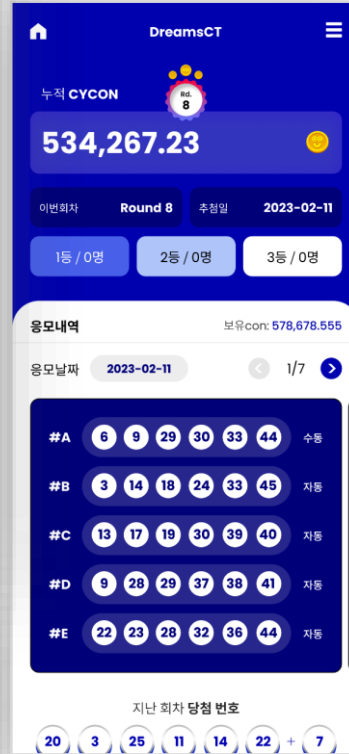 DreamsCT
누적 CYCON
Rd.
8
534,267.23
이번회차 Round 8 추첨일 2023-02-11
1등 / 0명 2등 / 0명 3등 / 0명
응모내역 보유con: 578,678.555
응모날짜 2023-02-11 < 1/7 >
#A 6 9 29 30 33 44 수동
#B 3 14 18 24 33 45 자동
#C 13 17 19 30 39 40 자동
#D 9 28 29 37 38 41 자동
#E 22 23 28 32 36 44 자동
지난 회차 당첨 번호
20 3 25 11 14 22 + 7